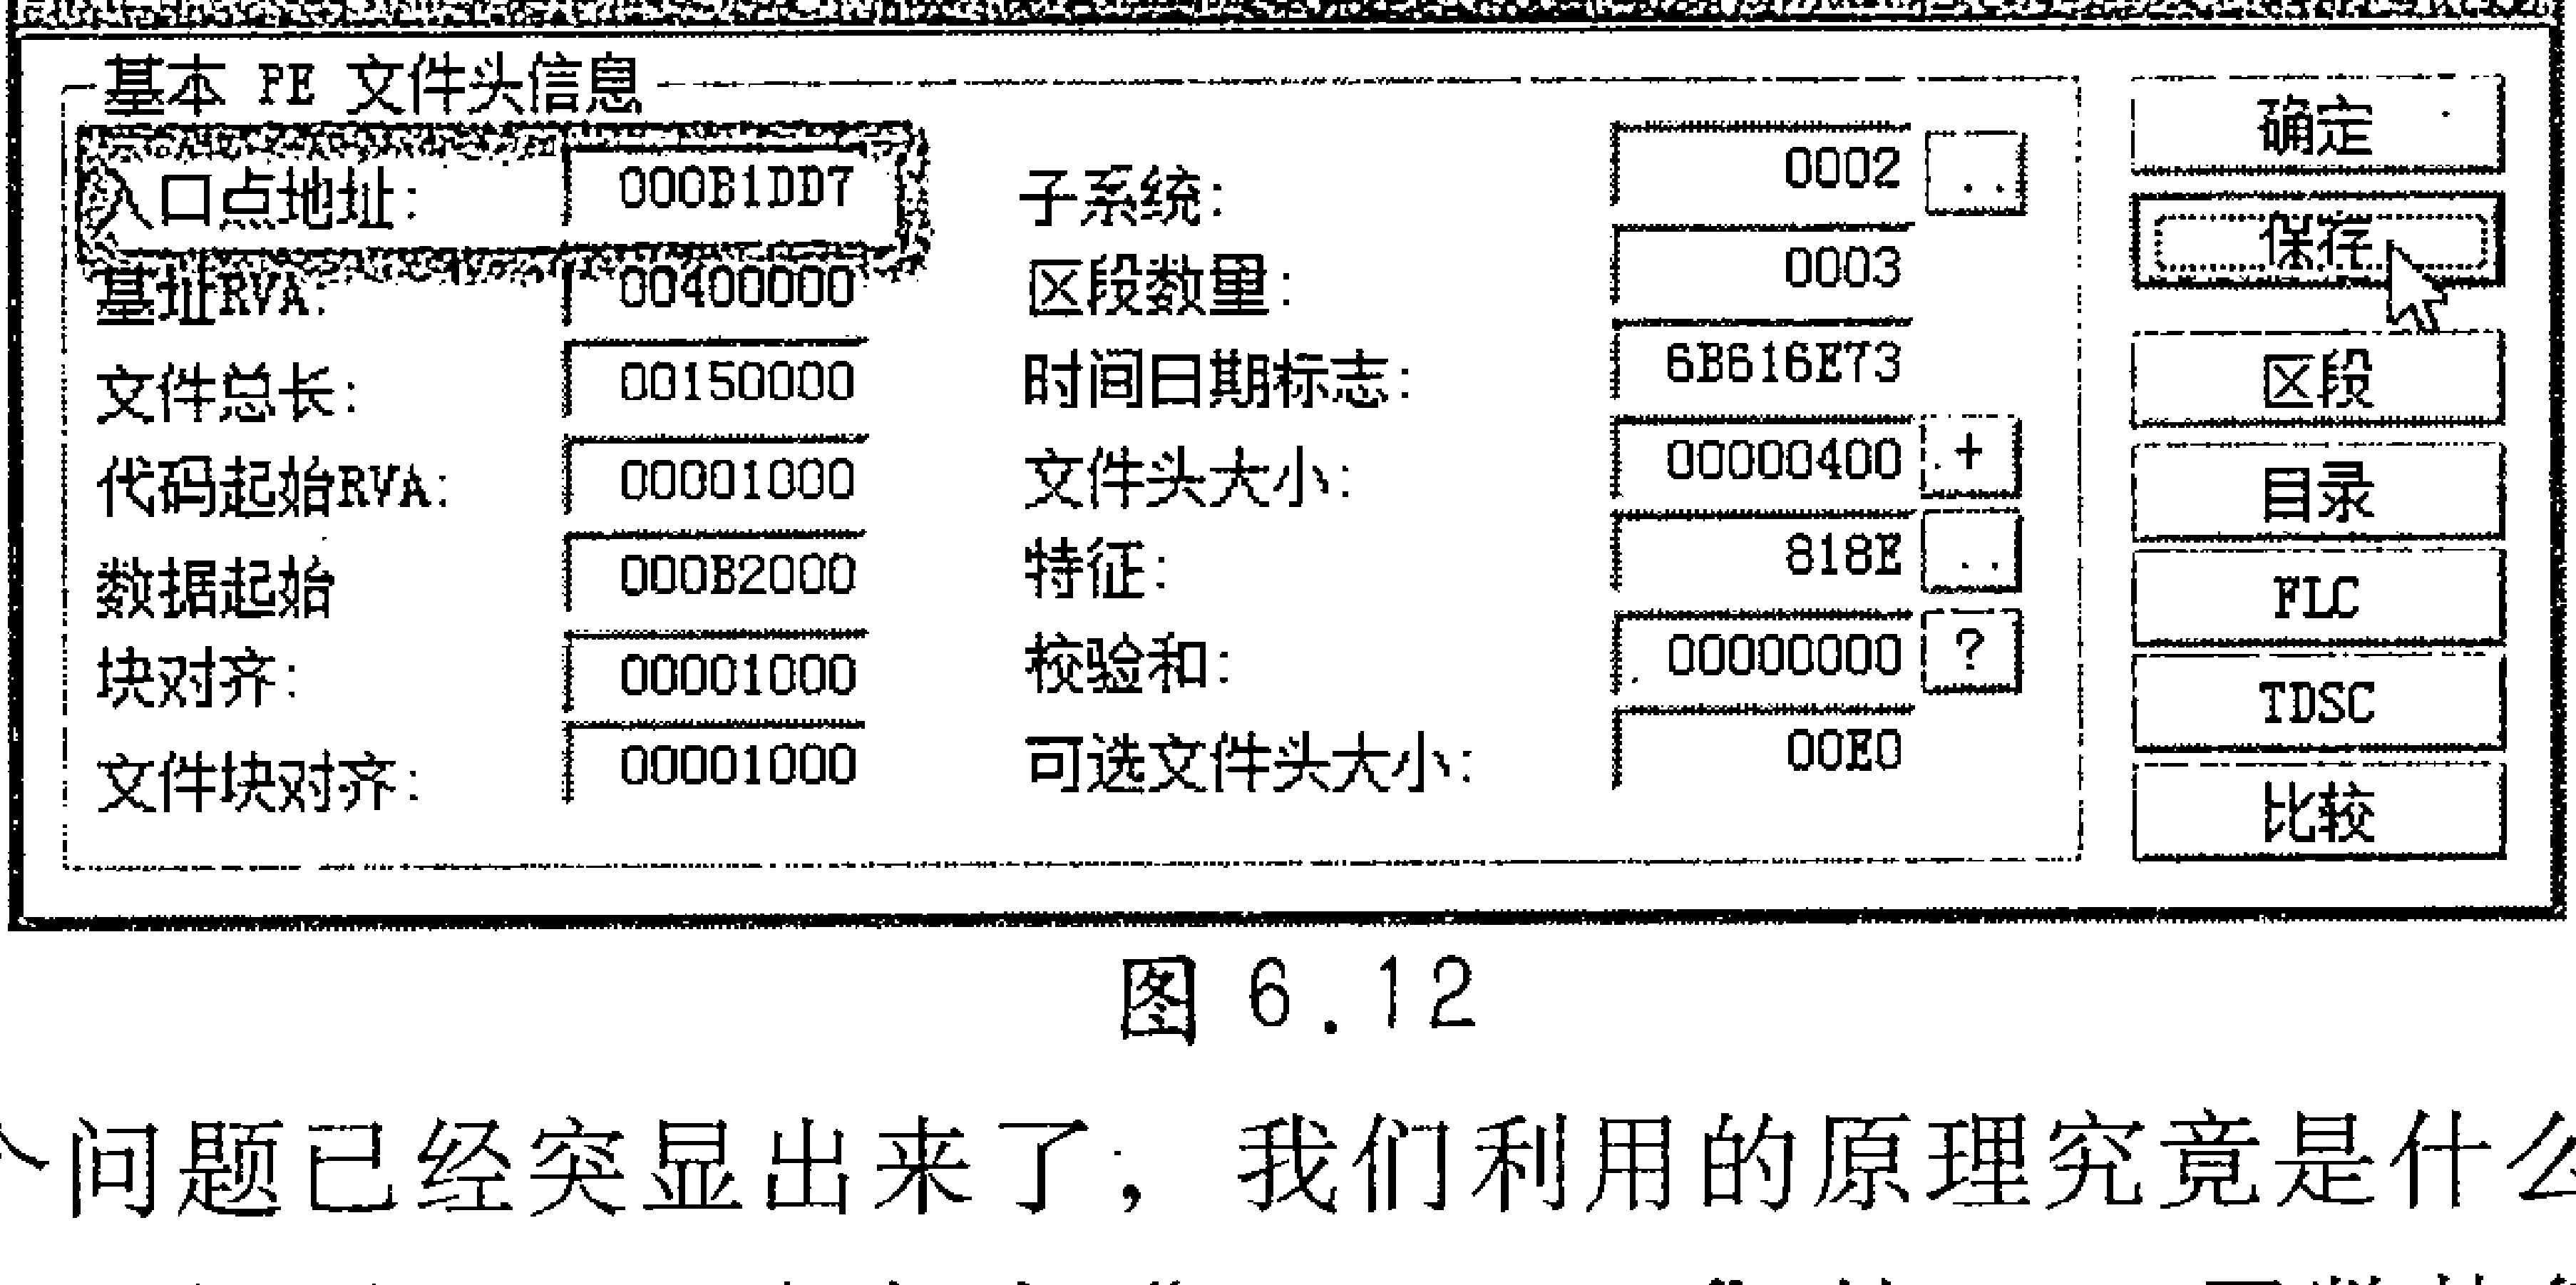 基本 PE 文件头信息
入口点地址: 000B1DD7 子系统: 0002 .. 确定
基址RVA: 00400000 区段数量: 0003 保存
文件总长: 00150000 时间日期标志: 6B616E73 区段
代码起始RVA: 00001000 文件头大小: 00000400 + 目录
数据起始 000B2000 特征: 818E .. FLC
块对齐: 00001000 校验和: 00000000 ? TDSC
文件块对齐: 00001000 可选文件头大小: 00E0 比较
图 6.12
个问题已经突显出来了，我们利用的原理究竟是什么